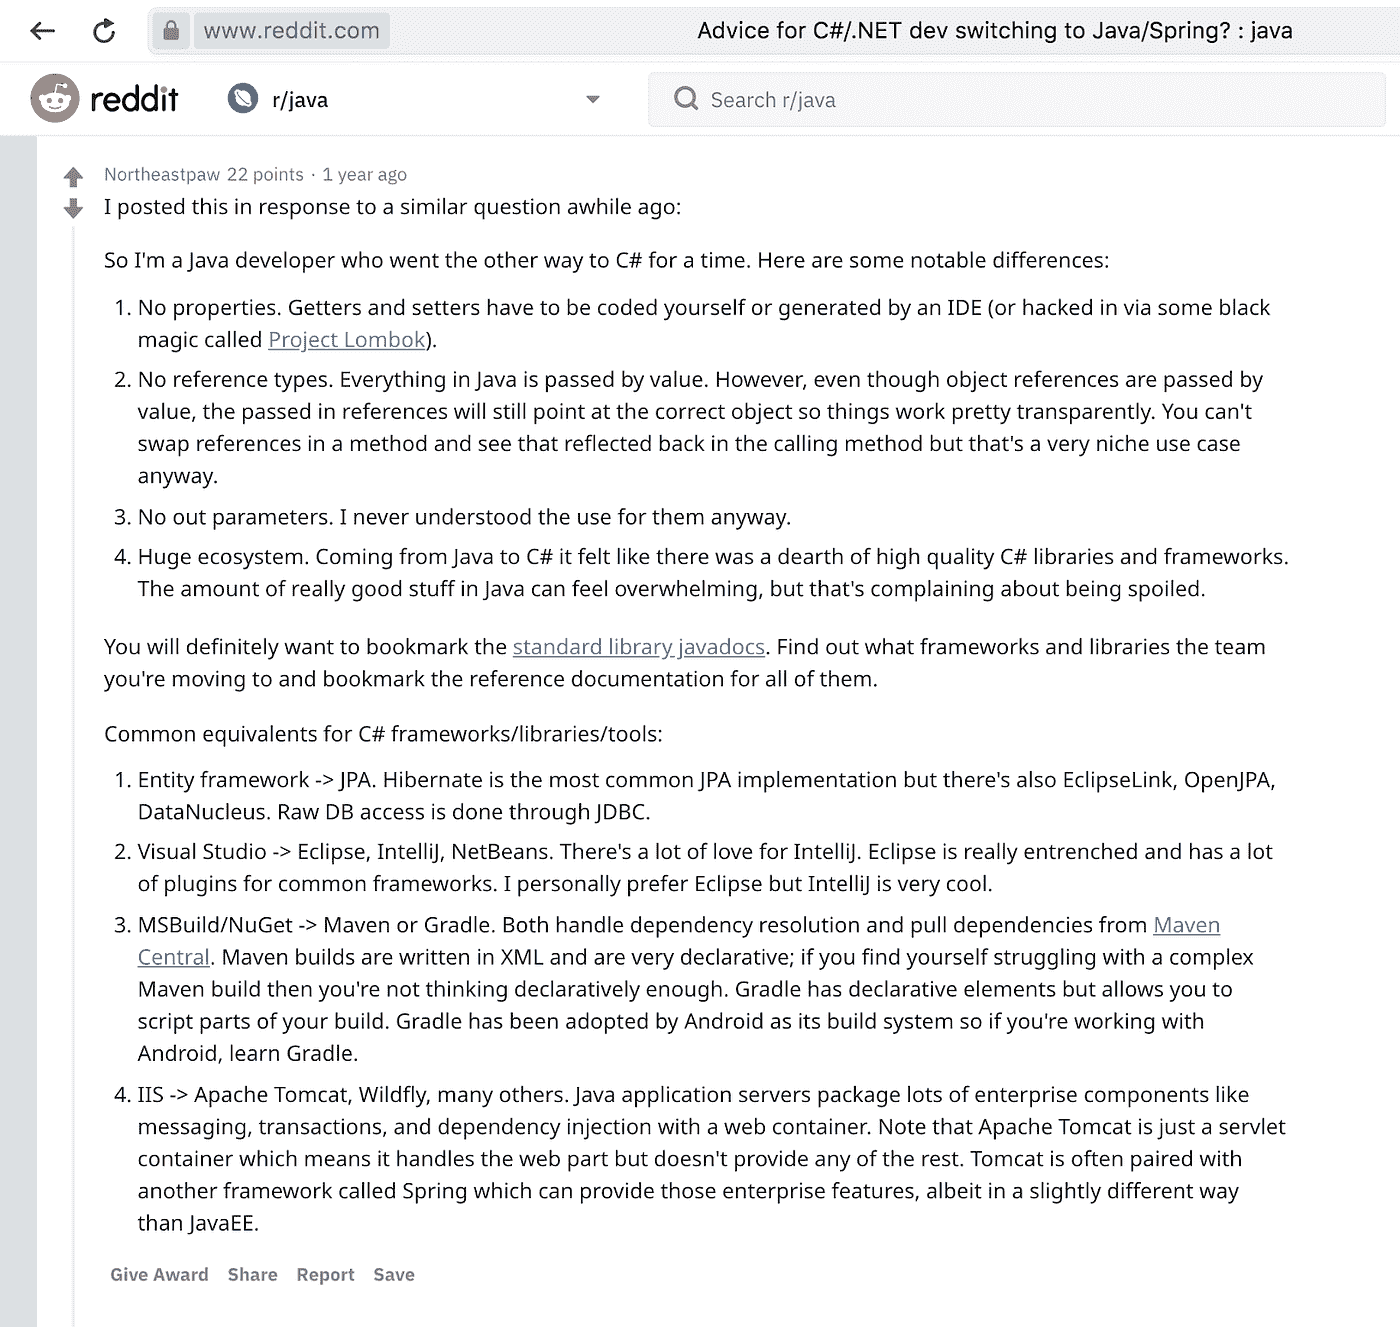 www.reddit.com
Advice for C#/.NET dev switching to Java/Spring? : java
reddit
r/java
Search r/java
Northeastpaw 22 points · 1 year ago
I posted this in response to a similar question awhile ago:
So I'm a Java developer who went the other way to C# for a time. Here are some notable differences:
1. No properties. Getters and setters have to be coded yourself or generated by an IDE (or hacked in via some black
magic called Project Lombok).
2. No reference types. Everything in Java is passed by value. However, even though object references are passed by
value, the passed in references will still point at the correct object so things work pretty transparently. You can't
swap references in a method and see that reflected back in the calling method but that's a very niche use case
anyway.
3. No out parameters. I never understood the use for them anyway.
4. Huge ecosystem. Coming from Java to C# it felt like there was a dearth of high quality C# libraries and frameworks.
The amount of really good stuff in Java can feel overwhelming, but that's complaining about being spoiled.
You will definitely want to bookmark the standard library javadocs. Find out what frameworks and libraries the team
you're moving to and bookmark the reference documentation for all of them.
Common equivalents for C# frameworks/libraries/tools:
1. Entity framework -> JPA. Hibernate is the most common JPA implementation but there's also EclipseLink, OpenJPA,
DataNucleus. Raw DB access is done through JDBC.
2. Visual Studio -> Eclipse, IntelliJ, NetBeans. There's a lot of love for IntelliJ. Eclipse is really entrenched and has a lot
of plugins for common frameworks. I personally prefer Eclipse but IntelliJ is very cool.
3. MSBuild/NuGet -> Maven or Gradle. Both handle dependency resolution and pull dependencies from Maven
Central. Maven builds are written in XML and are very declarative; if you find yourself struggling with a complex
Maven build then you're not thinking declaratively enough. Gradle has declarative elements but allows you to
script parts of your build. Gradle has been adopted by Android as its build system so if you're working with
Android, learn Gradle.
4. IIS -> Apache Tomcat, Wildfly, many others. Java application servers package lots of enterprise components like
messaging, transactions, and dependency injection with a web container. Note that Apache Tomcat is just a servlet
container which means it handles the web part but doesn't provide any of the rest. Tomcat is often paired with
another framework called Spring which can provide those enterprise features, albeit in a slightly different way
than JavaEE.
Give Award Share Report Save